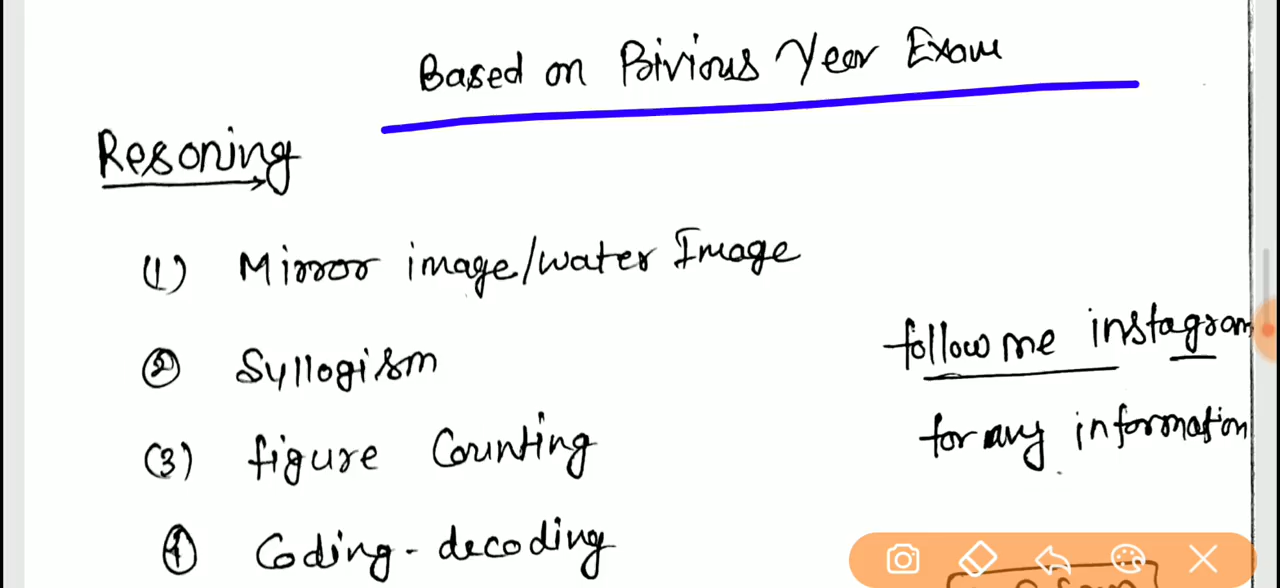 Based on Privious Year Exam
Resoning
(1) Mirror image/water Image
② Syllogism
(3) figure Counting
④ Coding-decoding
follow me instagram
for any information